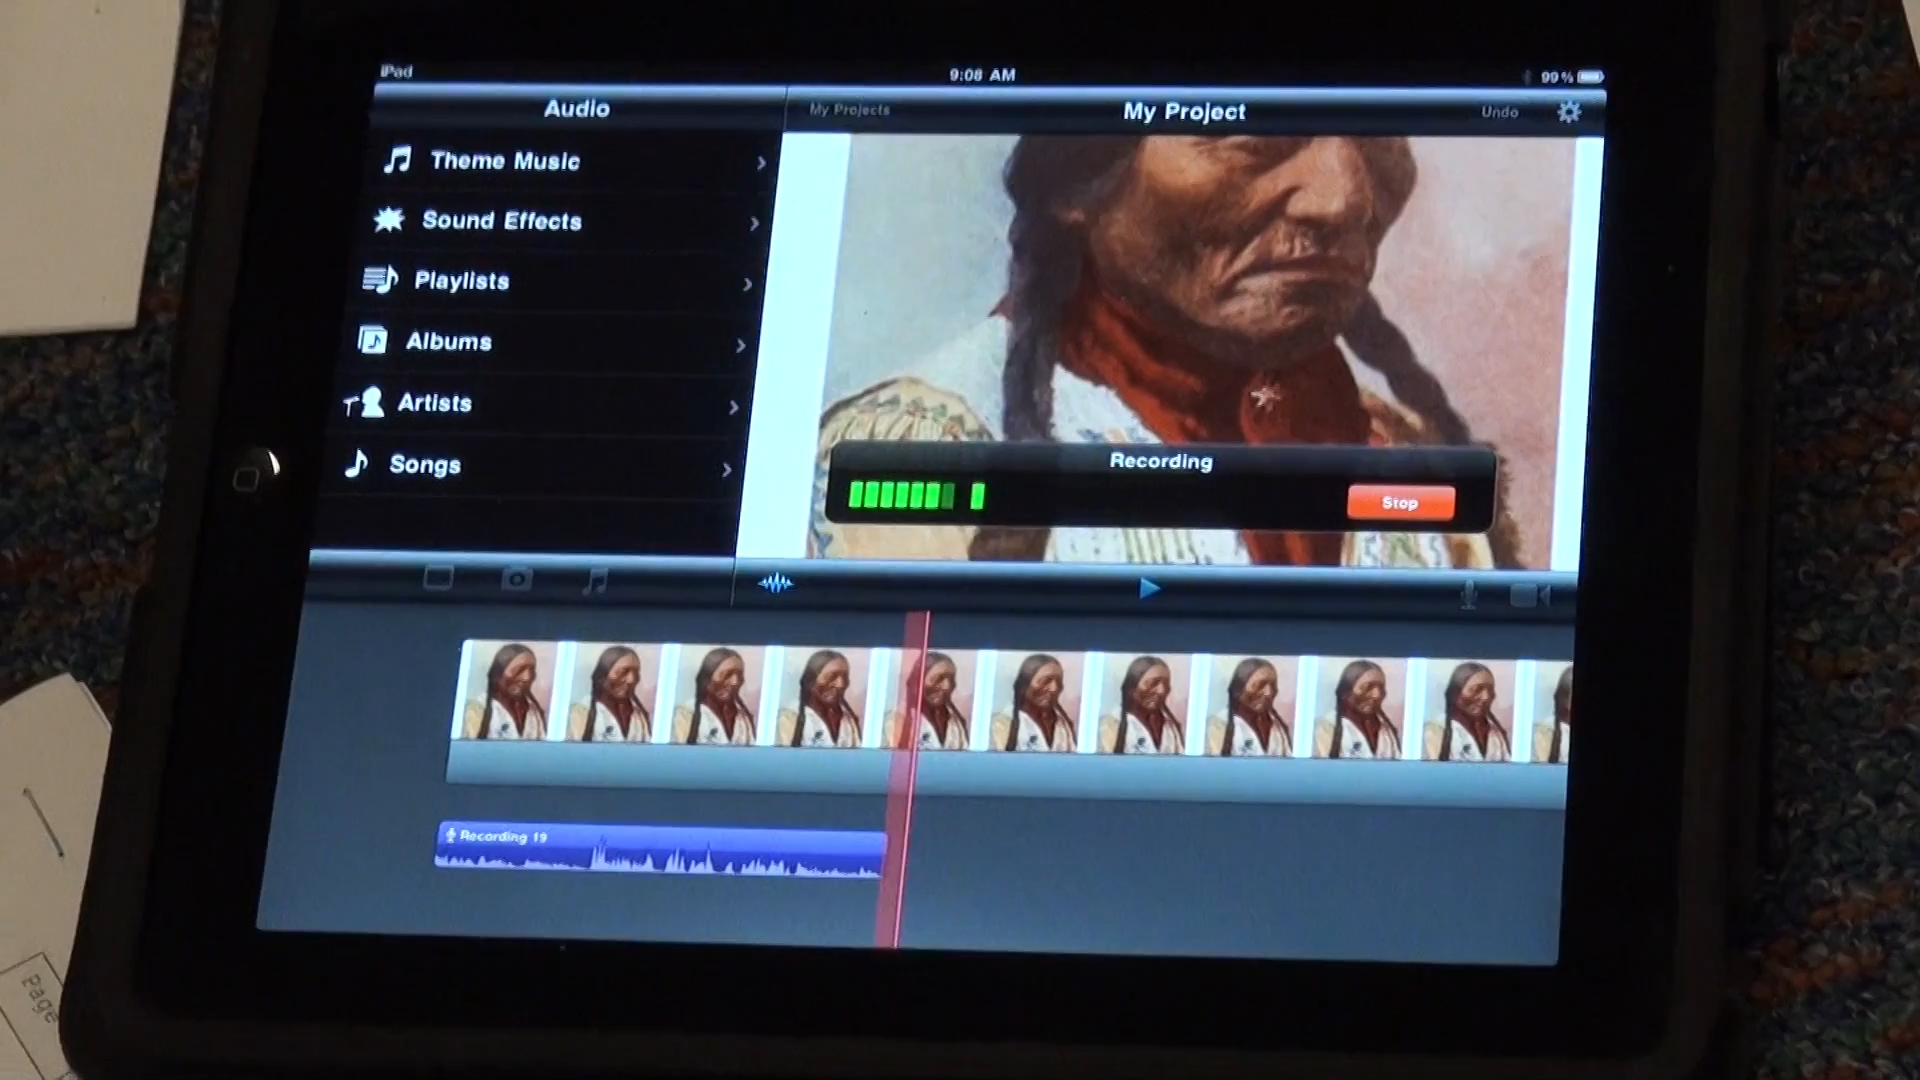 iPad
9:08 AM
99%
Audio
My Projects
My Project
Undo
Theme Music
Sound Effects
Playlists
Albums
Artists
Songs
Recording
Stop
Recording 19
Page